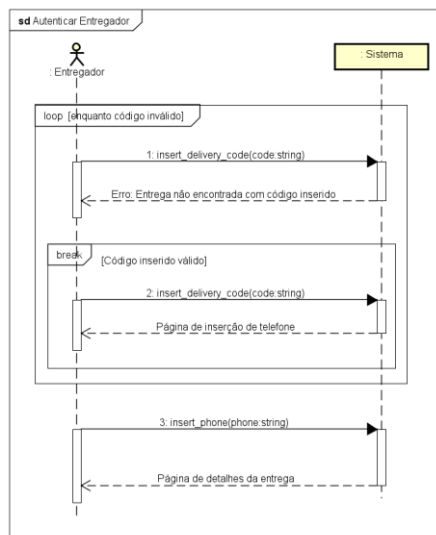 sd Autenticar Entregador
: Entregador
: Sistema
loop [enquanto código inválido]
1: insert_delivery_code(code:string)
Erro: Entrega não encontrada com código inserido
break [Código inserido válido]
2: insert_delivery_code(code:string)
Página de inserção de telefone
3: insert_phone(phone:string)
Página de detalhes da entrega